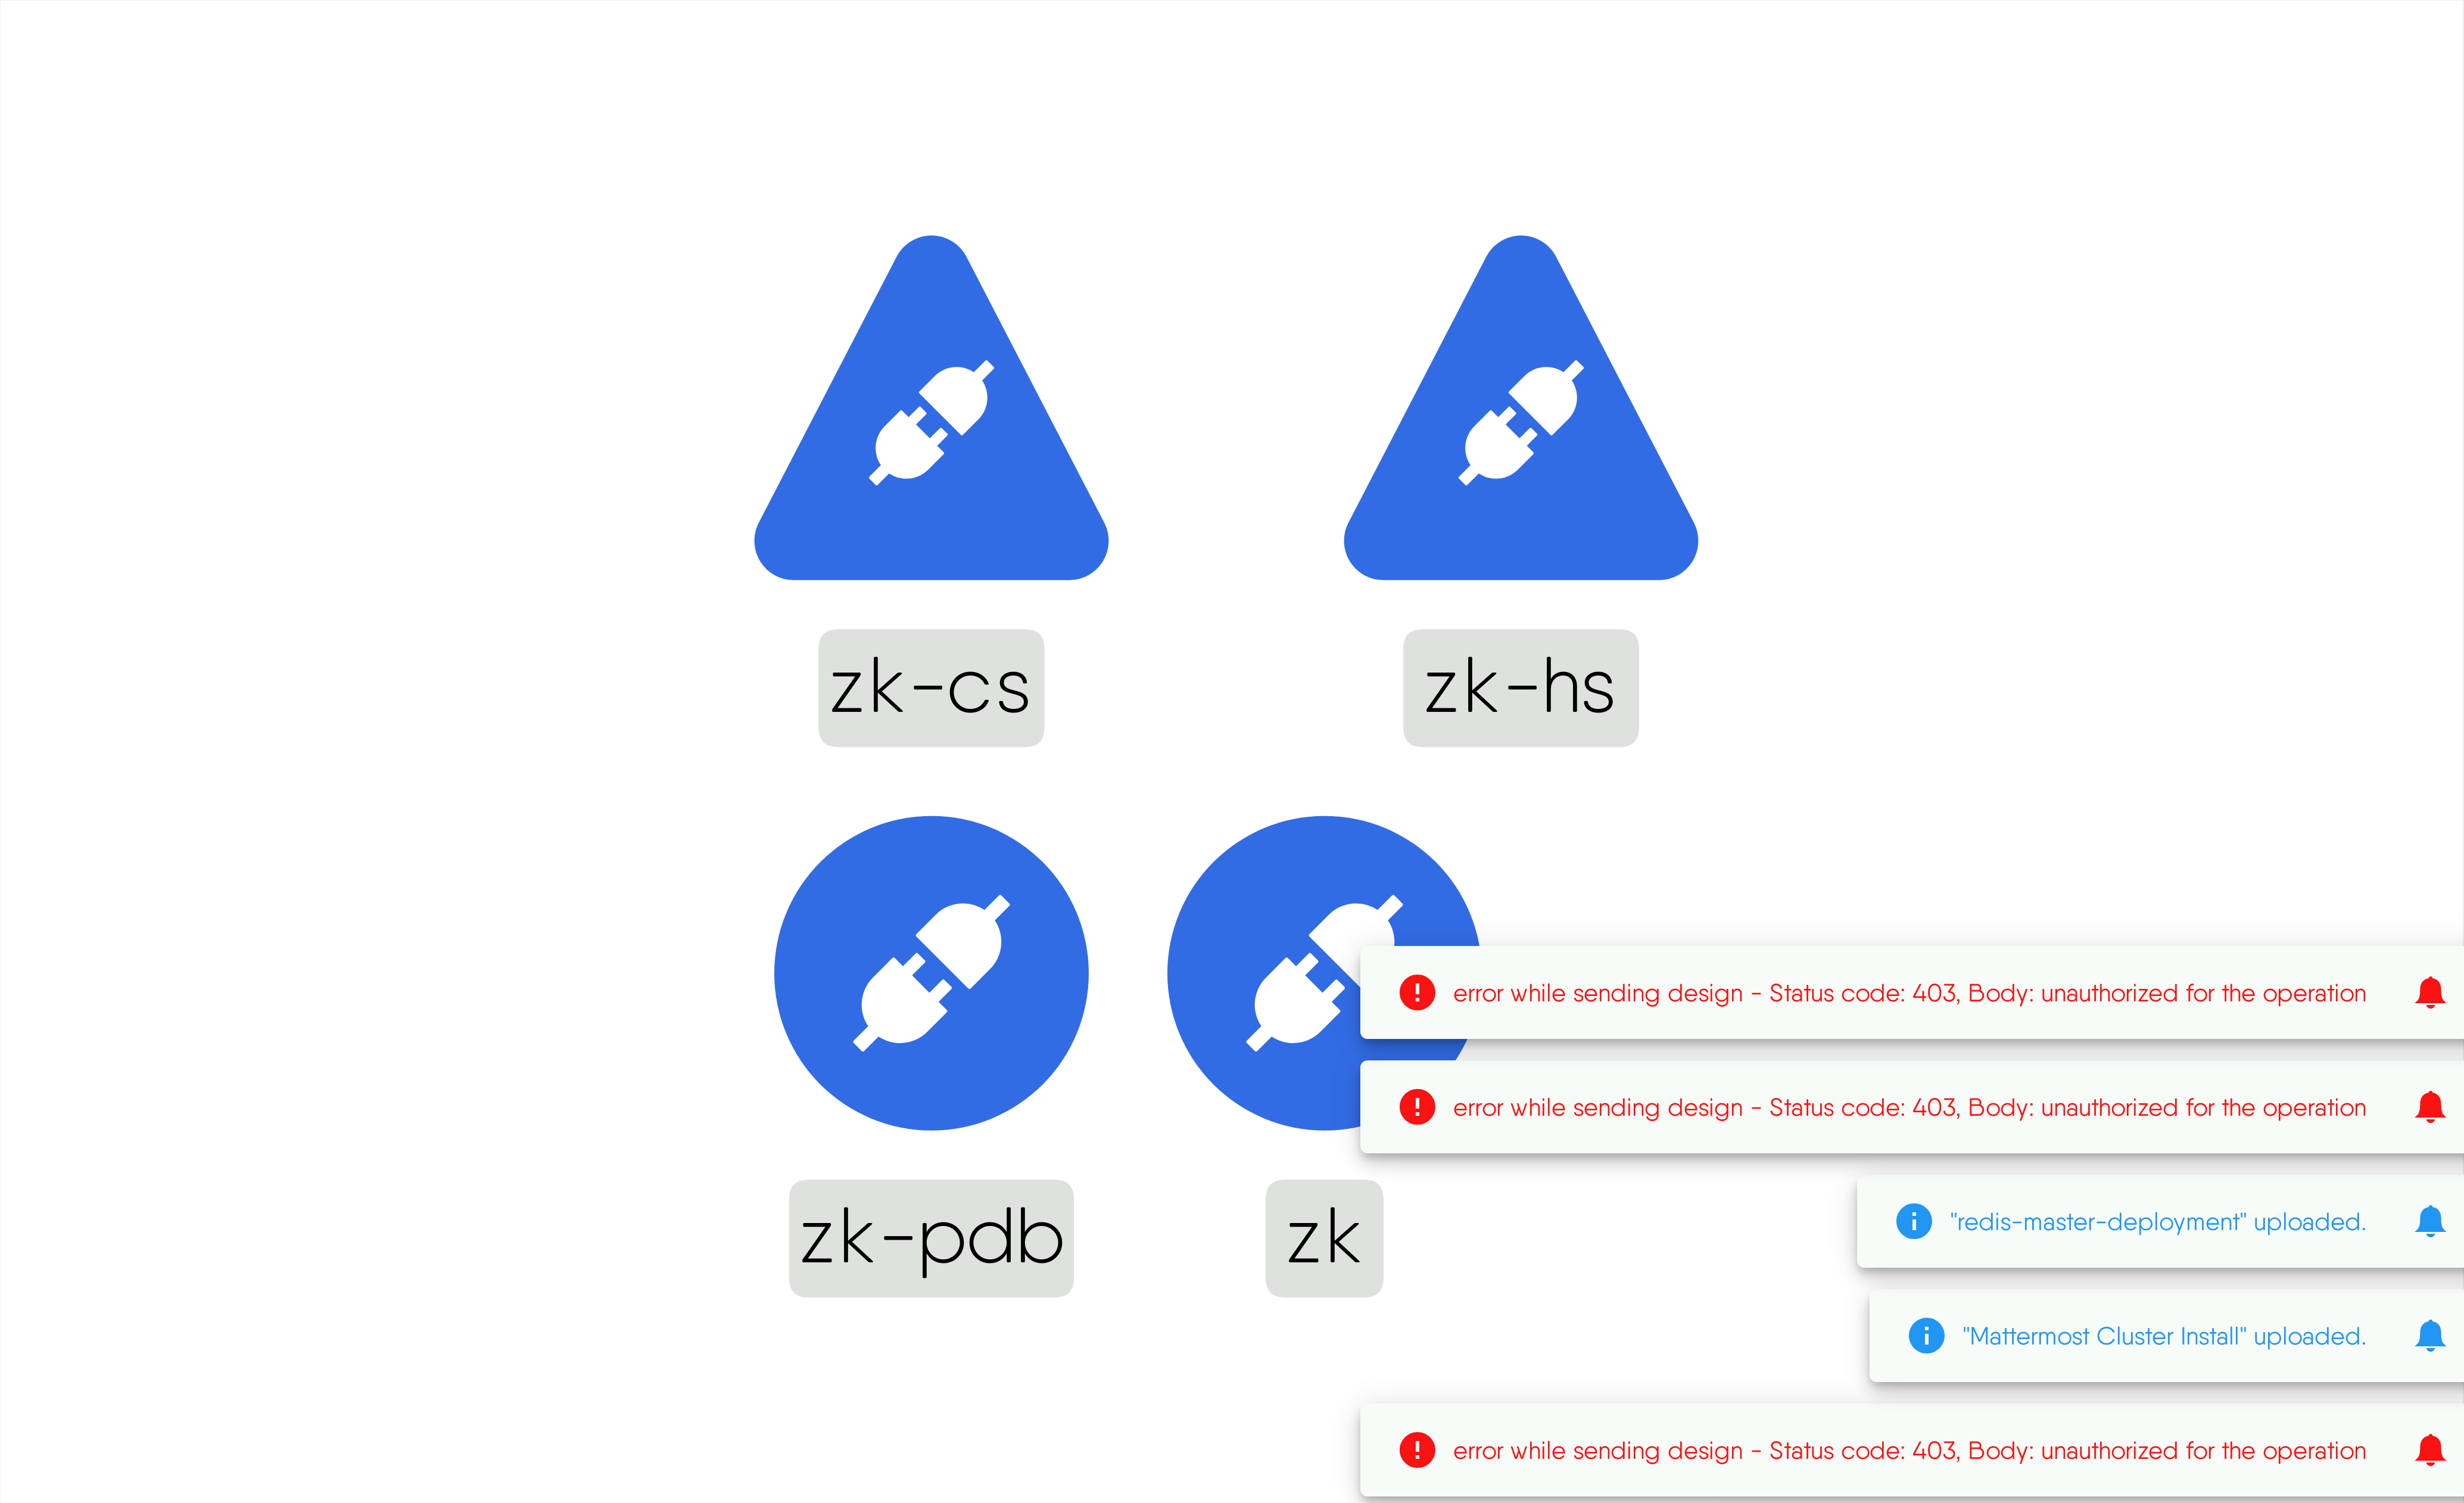 zk-cs
zk-hs
zk-pdb
zk
error while sending design - Status code: 403, Body: unauthorized for the operation
error while sending design - Status code: 403, Body: unauthorized for the operation
"redis-master-deployment" uploaded.
"Mattermost Cluster Install" uploaded.
error while sending design - Status code: 403, Body: unauthorized for the operation